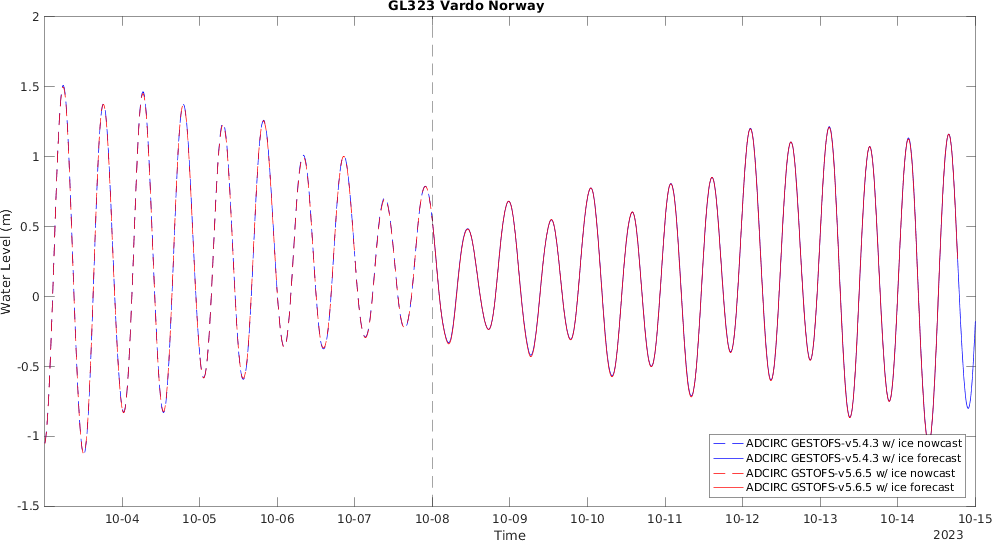 GL323 Vardo Norway
2
1.5
1
0.5
0
-0.5
-1
-1.5
Water Level (m)
ADCIRC GESTOFS-v5.4.3 w/ ice nowcast
ADCIRC GESTOFS-v5.4.3 w/ ice forecast
ADCIRC GSTOFS-v5.6.5 w/ ice nowcast
ADCIRC GSTOFS-v5.6.5 w/ ice forecast
10-04 10-05 10-06 10-07 10-08 10-09 10-10 10-11 10-12 10-13 10-14 10-15
Time
2023